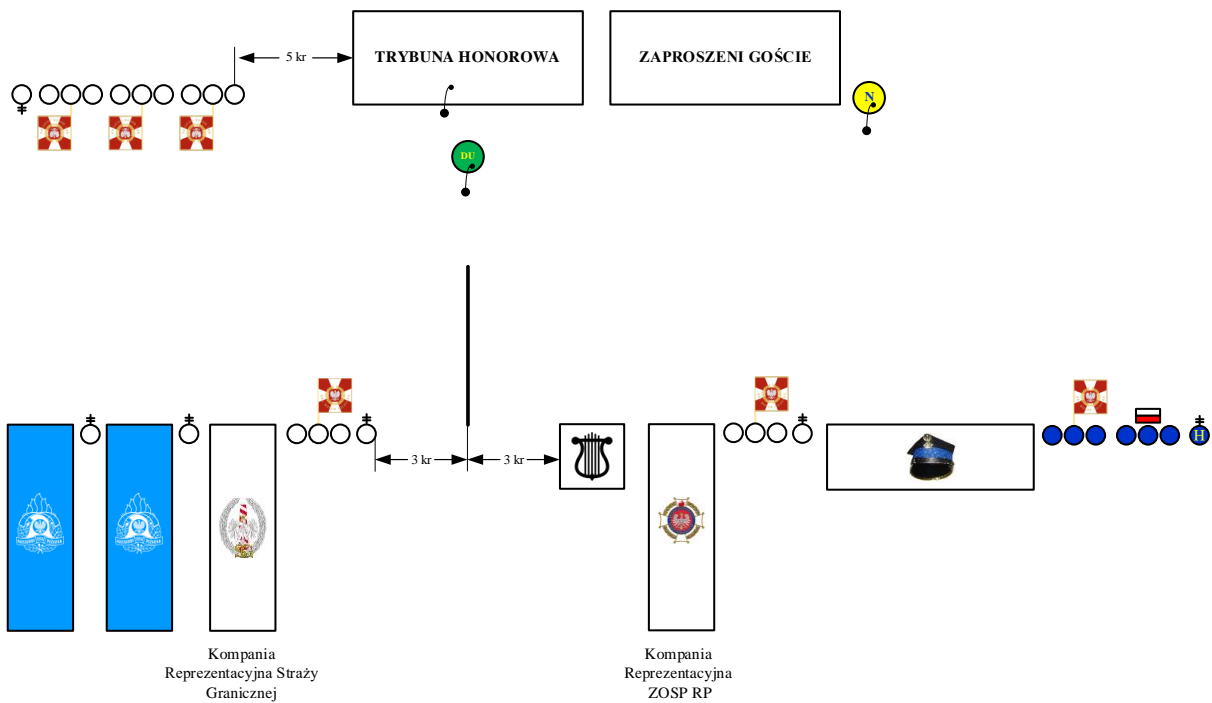 5 kr
TRYBUNA HONOROWA
ZAPROSZENI GOŚCIE
N
DU
3 kr
3 kr
H
Kompania
Reprezentacyjna Straży
Granicznej
Kompania
Reprezentacyjna
ZOSP RP